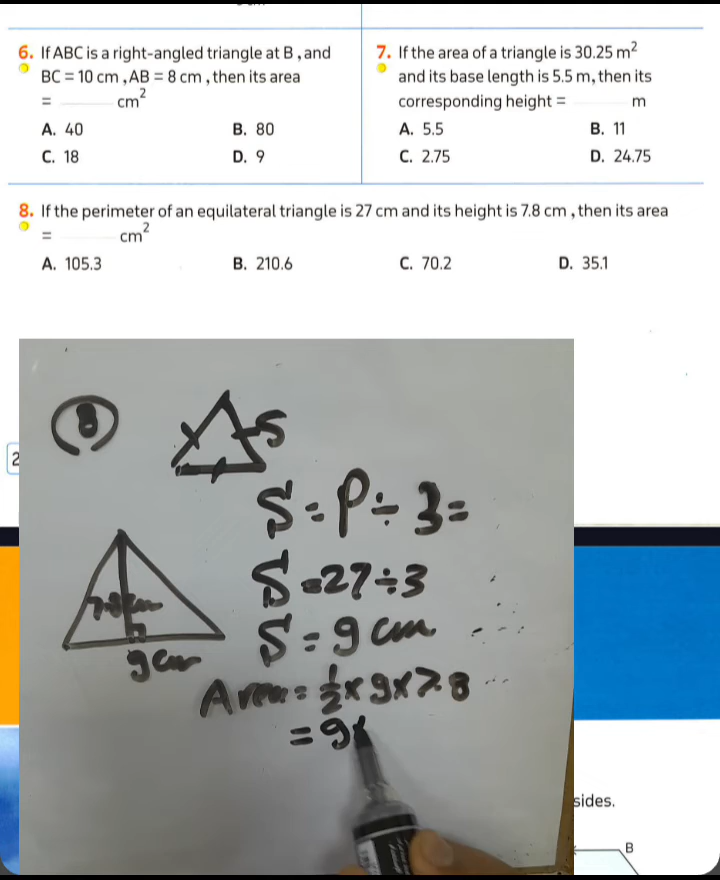 6. If ABC is a right-angled triangle at B , and
BC = 10 cm , AB = 8 cm , then its area
= cm²
A. 40 B. 80
C. 18 D. 9
7. If the area of a triangle is 30.25 m²
and its base length is 5.5 m, then its
corresponding height = m
A. 5.5 B. 11
C. 2.75 D. 24.75
8. If the perimeter of an equilateral triangle is 27 cm and its height is 7.8 cm , then its area
= cm²
A. 105.3 B. 210.6 C. 70.2 D. 35.1
2
8
S
S = P ÷ 3 =
S = 27 ÷ 3
S = 9 cm
7.8 cm
9 cm
Area = 1/2 x 9 x 7.8
= 9x
sides.
B